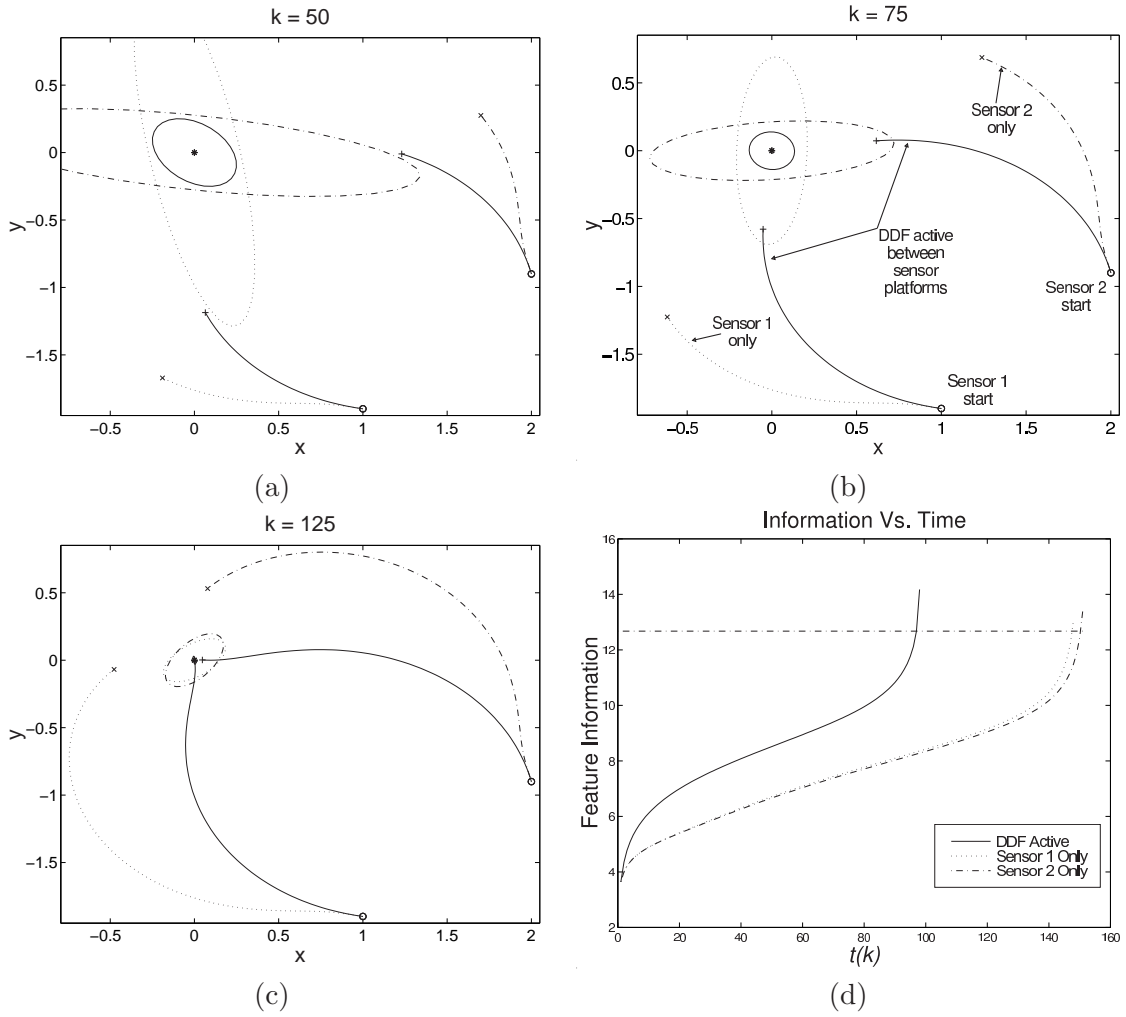 k = 50
0.5
0
−0.5
−1
−1.5
y
−0.5
0
0.5
1
1.5
2
x
(a)
k = 75
0.5
0
−0.5
−1
−1.5
y
Sensor 2
only
DDF active
between
sensor
platforms
Sensor 2
start
Sensor 1
only
Sensor 1
start
−0.5
0
0.5
1
1.5
2
x
(b)
k = 125
0.5
0
−0.5
−1
−1.5
y
−0.5
0
0.5
1
1.5
2
x
(c)
Information Vs. Time
16
14
12
10
8
6
4
2
Feature Information
DDF Active
Sensor 1 Only
Sensor 2 Only
0
20
40
60
80
100
120
140
160
t(k)
(d)